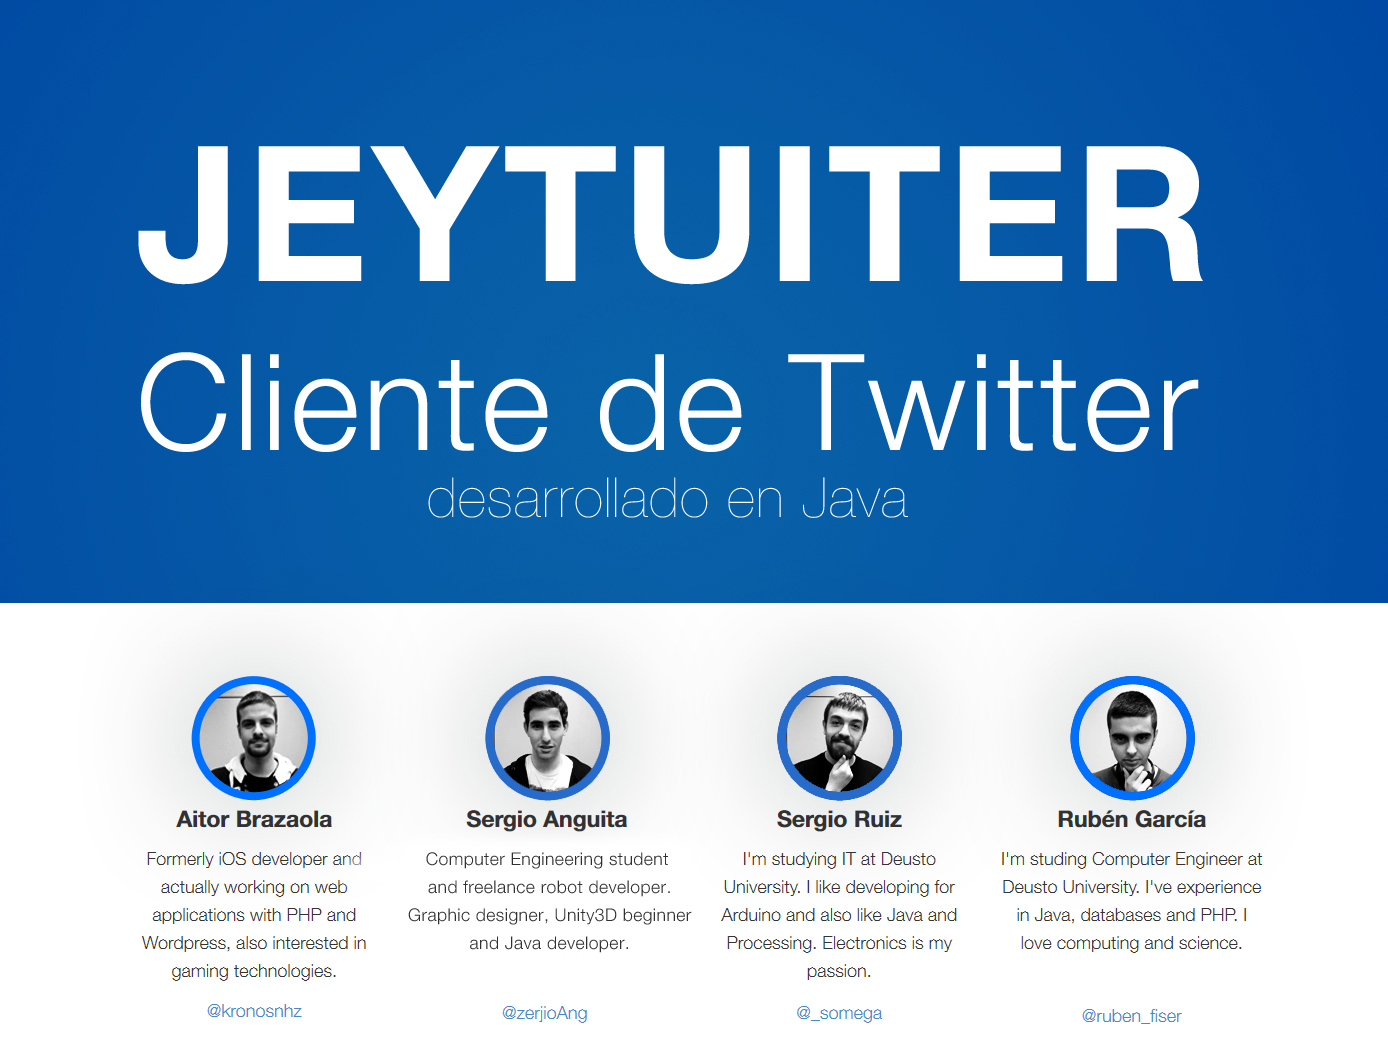 JEYTUITER
Cliente de Twitter
desarrollado en Java
Aitor Brazaola
Formerly iOS developer and
actually working on web
applications with PHP and
Wordpress, also interested in
gaming technologies.
@kronosnhz
Sergio Anguita
Computer Engineering student
and freelance robot developer.
Graphic designer, Unity3D beginner
and Java developer.
@zerjioAng
Sergio Ruiz
I'm studying IT at Deusto
University. I like developing for
Arduino and also like Java and
Processing. Electronics is my
passion.
@_somega
Rubén García
I'm studing Computer Engineer at
Deusto University. I've experience
in Java, databases and PHP. I
love computing and science.
@ruben_fiser